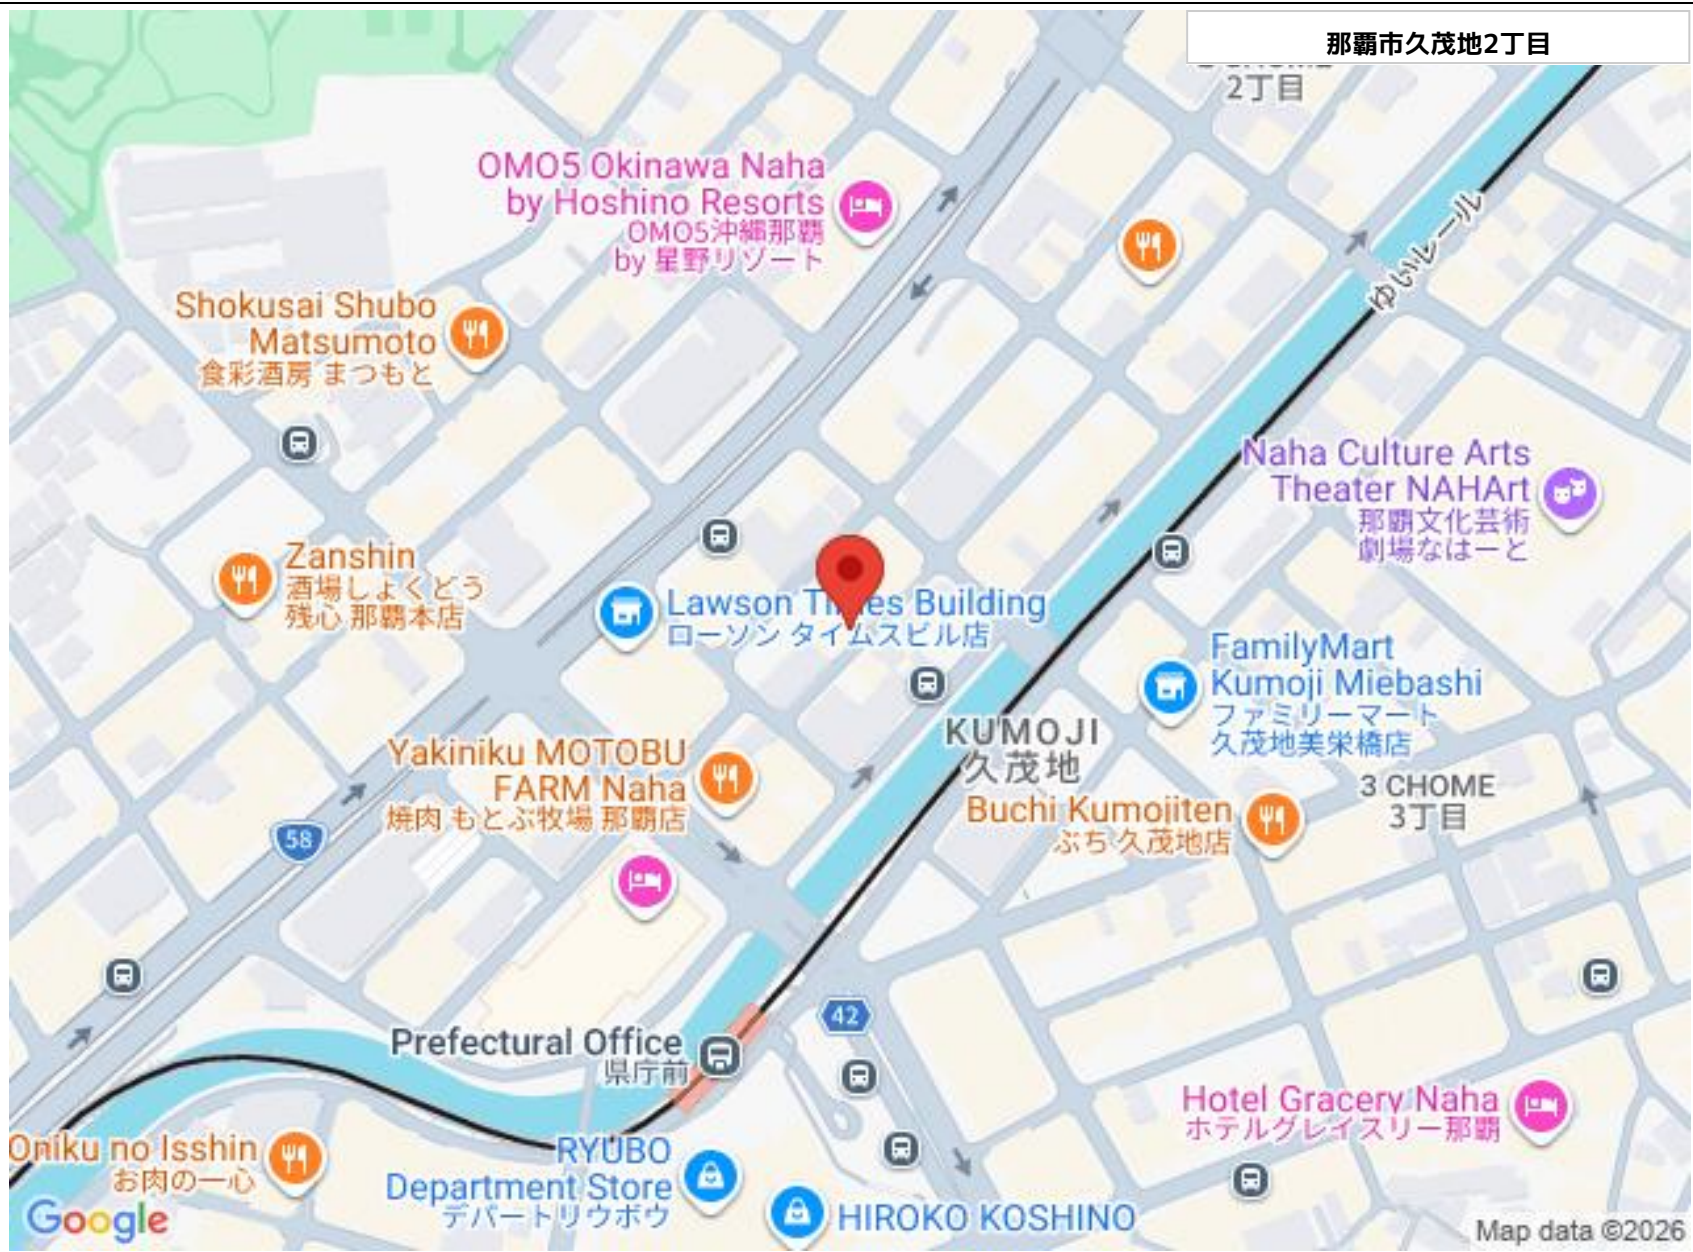 那覇市久茂地2丁目
2丁目
OMO5 Okinawa Naha
by Hoshino Resorts
OMO5沖縄那覇
by 星野リゾート
ゆいレール
Shokusai Shubo
Matsumoto
食彩酒房 まつもと
Naha Culture Arts
Theater NAHArt
那覇文化芸術
劇場なはーと
Zanshin
酒場しょくどう
残心 那覇本店
Lawson Times Building
ローソン タイムスビル店
FamilyMart
Kumoji Miebashi
ファミリーマート
久茂地美栄橋店
KUMOJI
久茂地
Yakiniku MOTOBU
FARM Naha
焼肉 もとぶ牧場 那覇店
3 CHOME
3丁目
Buchi Kumojiten
ぶち 久茂地店
58
42
Prefectural Office
県庁前
Hotel Gracery Naha
ホテルグレイスリー那覇
Oniku no Isshin
お肉の一心
RYUBO
Department Store
デパートリウボウ
HIROKO KOSHINO
Google
Map data ©2026